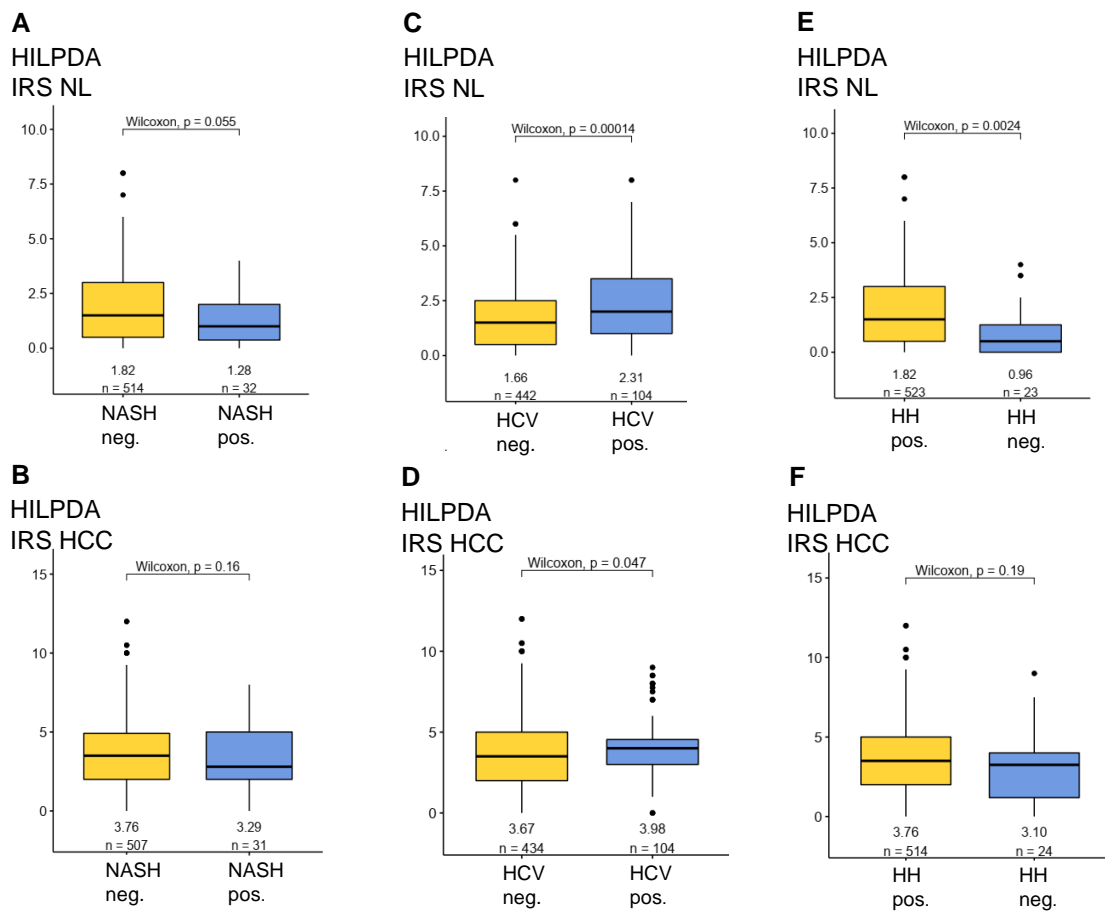 A
HILPDA
IRS NL
10.0
7.5
5.0
2.5
0.0
Wilcoxon, p = 0.055
1.82
n = 514
NASH
neg.
1.28
n = 32
NASH
pos.
C
HILPDA
IRS NL
10.0
7.5
5.0
2.5
0.0
Wilcoxon, p = 0.00014
1.66
n = 442
HCV
neg.
2.31
n = 104
HCV
pos.
E
HILPDA
IRS NL
10.0
7.5
5.0
2.5
0.0
Wilcoxon, p = 0.0024
1.82
n = 523
HH
pos.
0.96
n = 23
HH
neg.
B
HILPDA
IRS HCC
15
10
5
0
Wilcoxon, p = 0.16
3.76
n = 507
NASH
neg.
3.29
n = 31
NASH
pos.
D
HILPDA
IRS HCC
15
10
5
0
Wilcoxon, p = 0.047
3.67
n = 434
HCV
neg.
3.98
n = 104
HCV
pos.
F
HILPDA
IRS HCC
15
10
5
0
Wilcoxon, p = 0.19
3.76
n = 514
HH
pos.
3.10
n = 24
HH
neg.